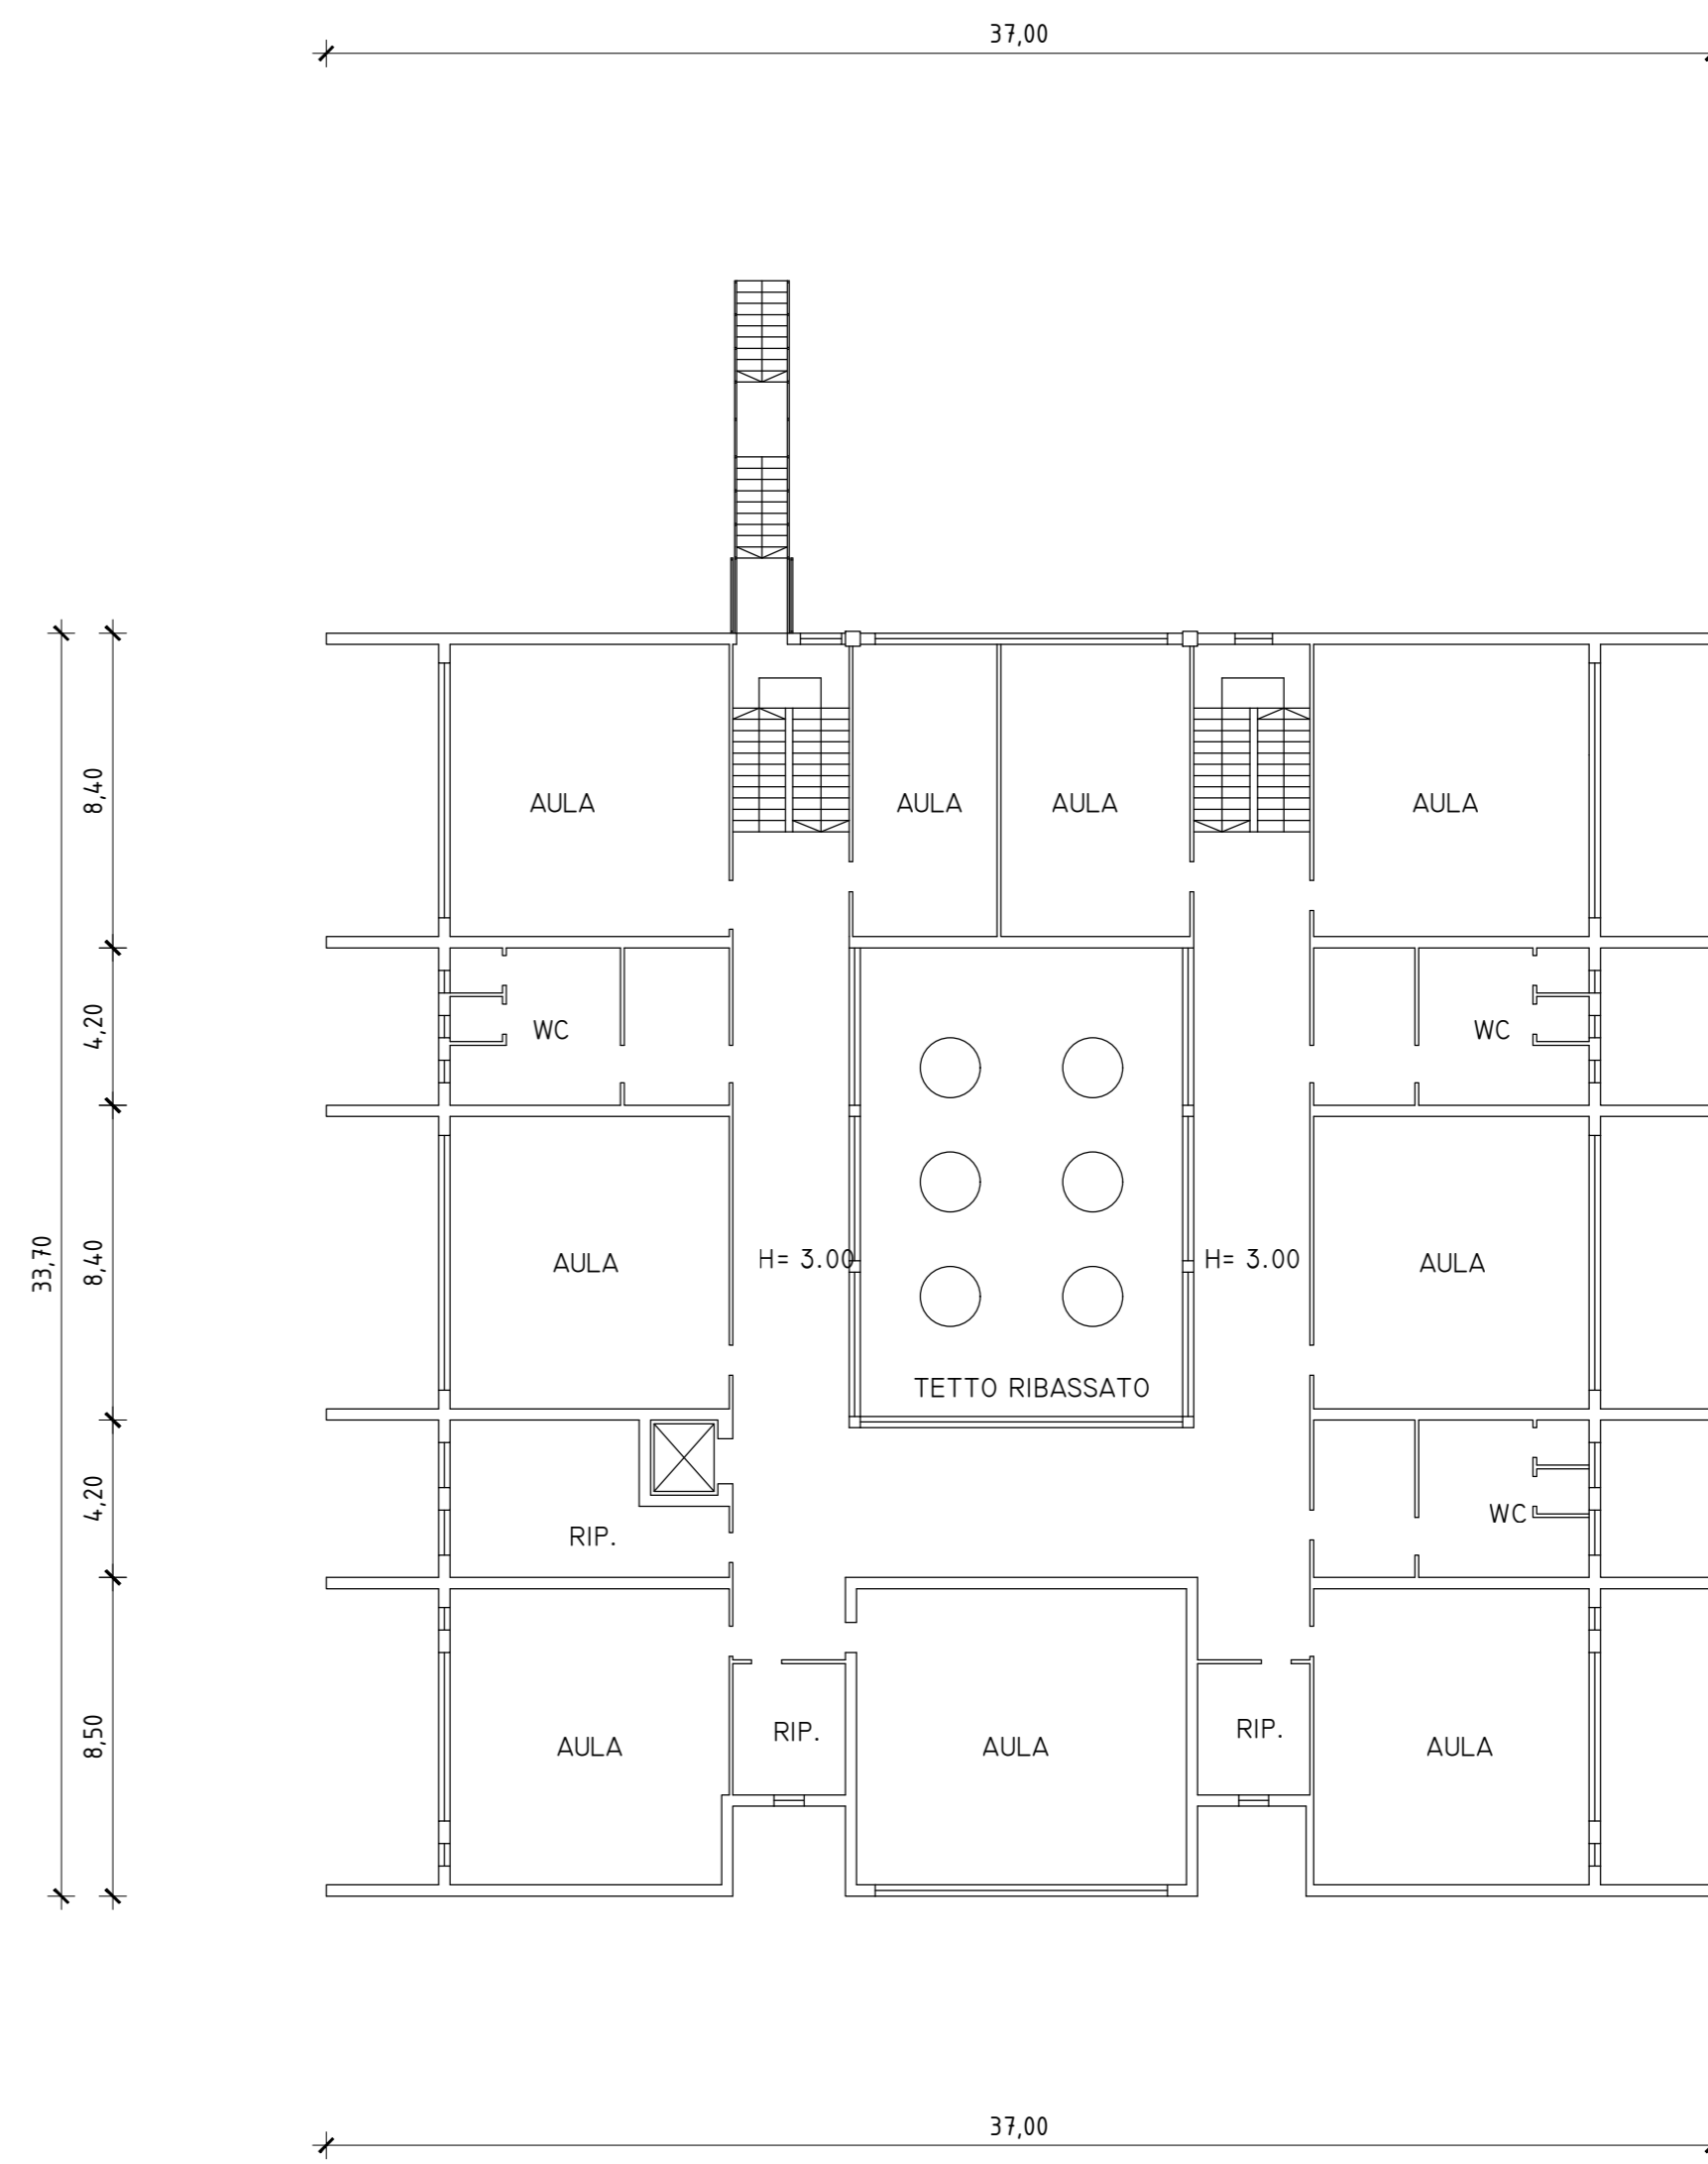 37,00
8,40
AULA
AULA
AULA
AULA
4,20
WC
WC
33,70
8,40
AULA
H= 3.00
H= 3.00
AULA
TETTO RIBASSATO
4,20
RIP.
WC
8,50
AULA
RIP.
AULA
RIP.
AULA
37,00